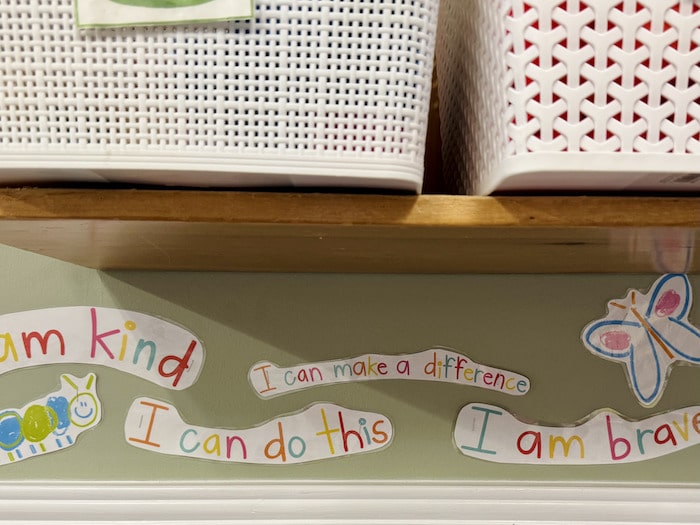 am kind
I can make a difference
I can do this
I am brave